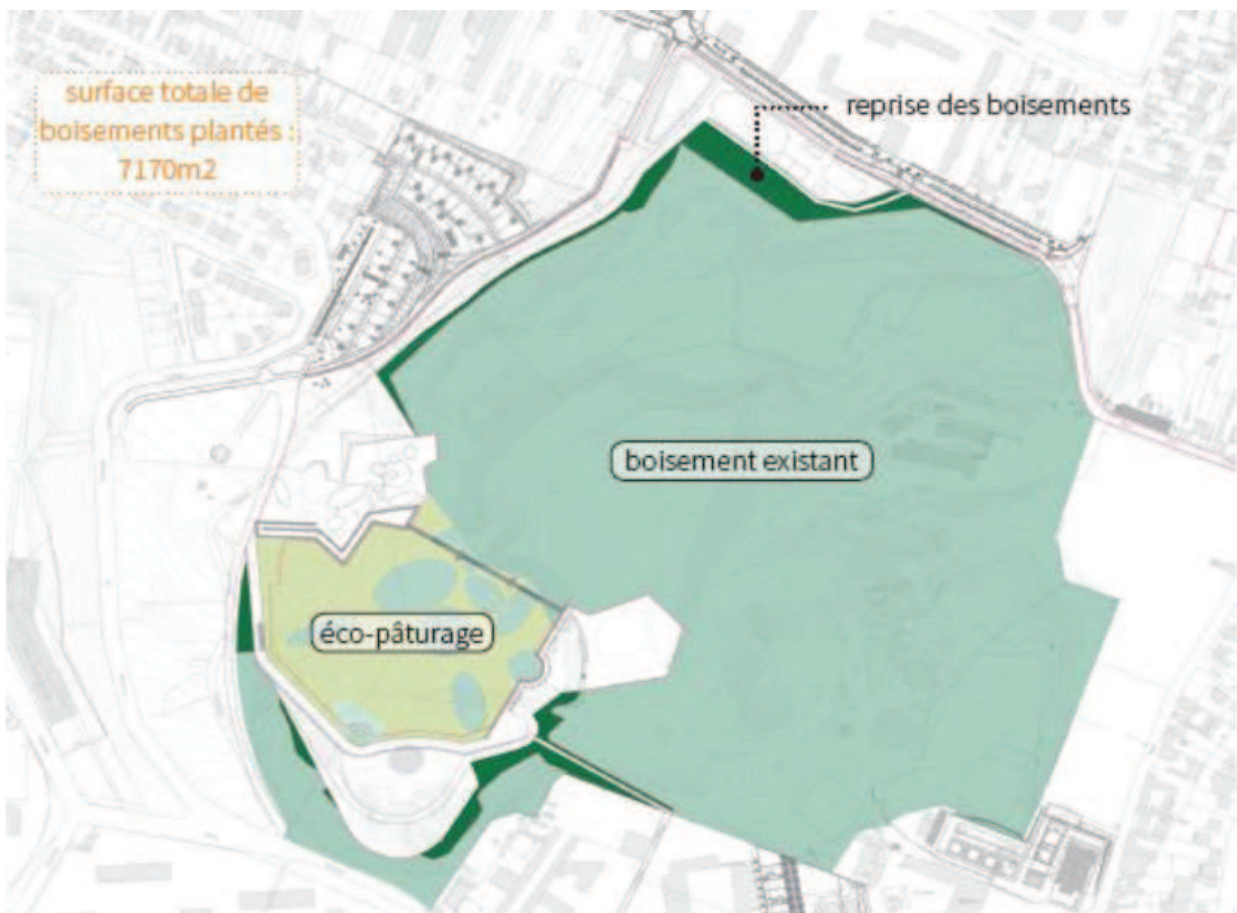 surface totale de
boisements plantés :
7170m2
reprise des boisements
boisement existant
éco-pâturage